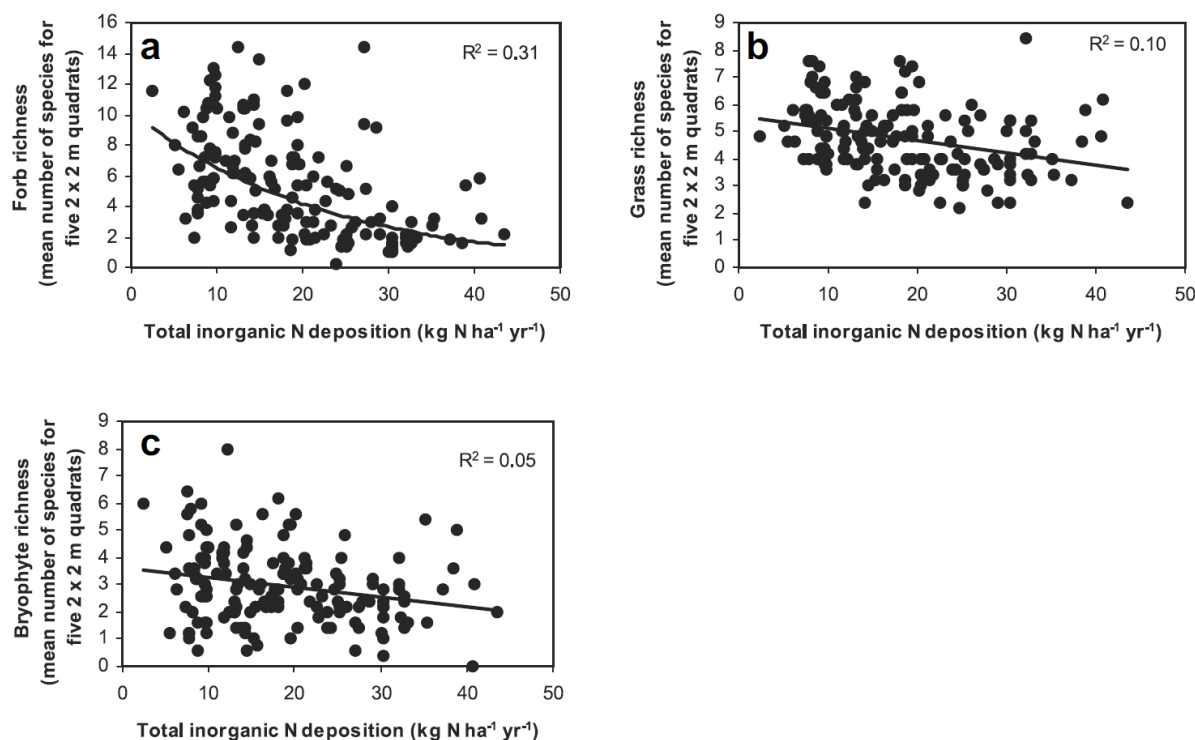 a
R² = 0.31
Forb richness
(mean number of species for
five 2 x 2 m quadrats)
16
14
12
10
8
6
4
2
0
0 10 20 30 40 50
Total inorganic N deposition (kg N ha⁻¹ yr⁻¹)
b
R² = 0.10
Grass richness
(mean number of species for
five 2 x 2 m quadrats)
9
8
7
6
5
4
3
2
1
0
0 10 20 30 40 50
Total inorganic N deposition (kg N ha⁻¹ yr⁻¹)
c
R² = 0.05
Bryophyte richness
(mean number of species for
five 2 x 2 m quadrats)
9
8
7
6
5
4
3
2
1
0
0 10 20 30 40 50
Total inorganic N deposition (kg N ha⁻¹ yr⁻¹)